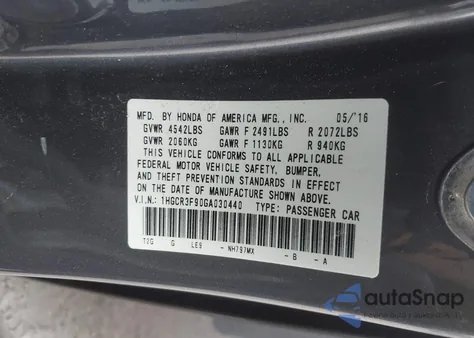 MFD. BY HONDA OF AMERICA MFG., INC. 05/'16
GVWR 4542LBS GAWR F 2491LBS R 2072LBS
GVWR 2060KG GAWR F 1130KG R 940KG
THIS VEHICLE CONFORMS TO ALL APPLICABLE
FEDERAL MOTOR VEHICLE SAFETY, BUMPER,
AND THEFT PREVENTION STANDARDS IN EFFECT
ON THE DATE OF MANUFACTURE SHOWN ABOVE.
V.I.N.: 1HGCR3F90GA030440 TYPE: PASSENGER CAR
T2G G LE9 - NH797MX - B - A
autoSnap